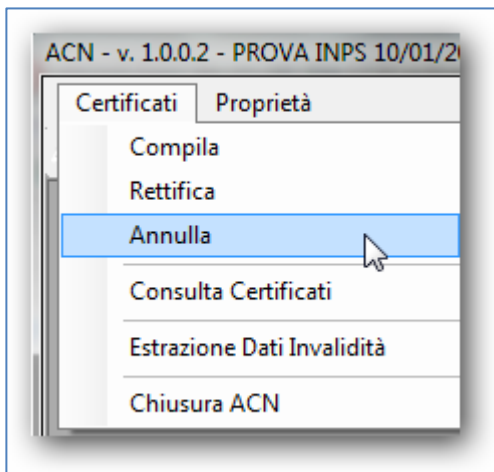 ACN - v. 1.0.0.2 - PROVA INPS 10/01/2
Certificati Proprietà
Compila
Rettifica
Annulla
Consulta Certificati
Estrazione Dati Invalidità
Chiusura ACN